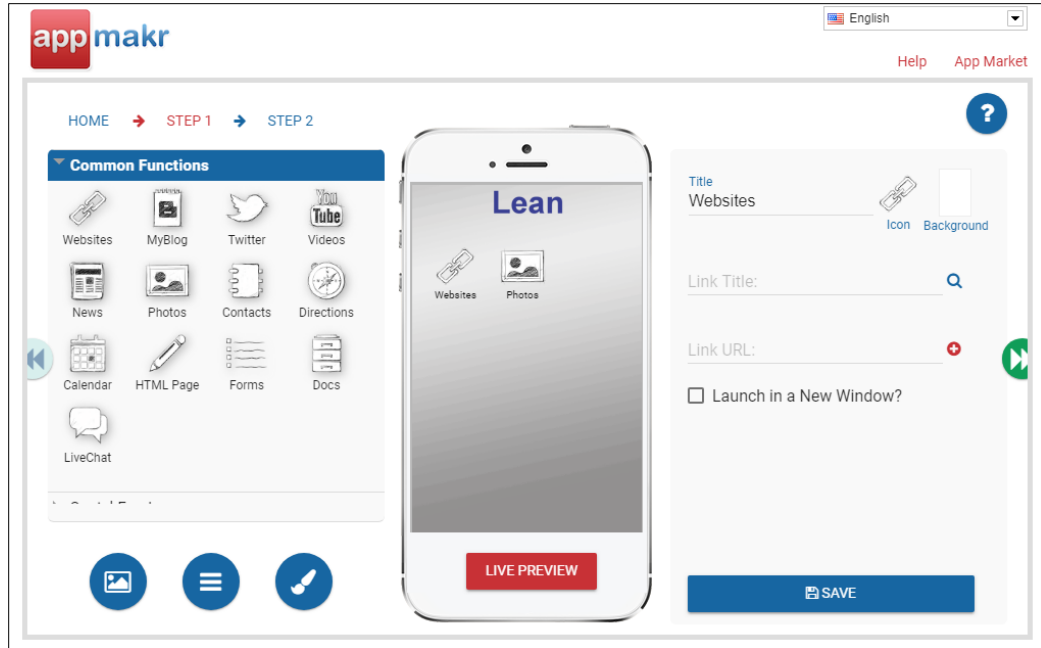 English
appmakr
Help App Market
HOME STEP 1 STEP 2
?
Common Functions
Websites MyBlog Twitter Videos
News Photos Contacts Directions
Calendar HTML Page Forms Docs
LiveChat
You
Tube
Lean
Websites Photos
LIVE PREVIEW
Title
Websites
Icon Background
Link Title:
Link URL:
Launch in a New Window?
SAVE